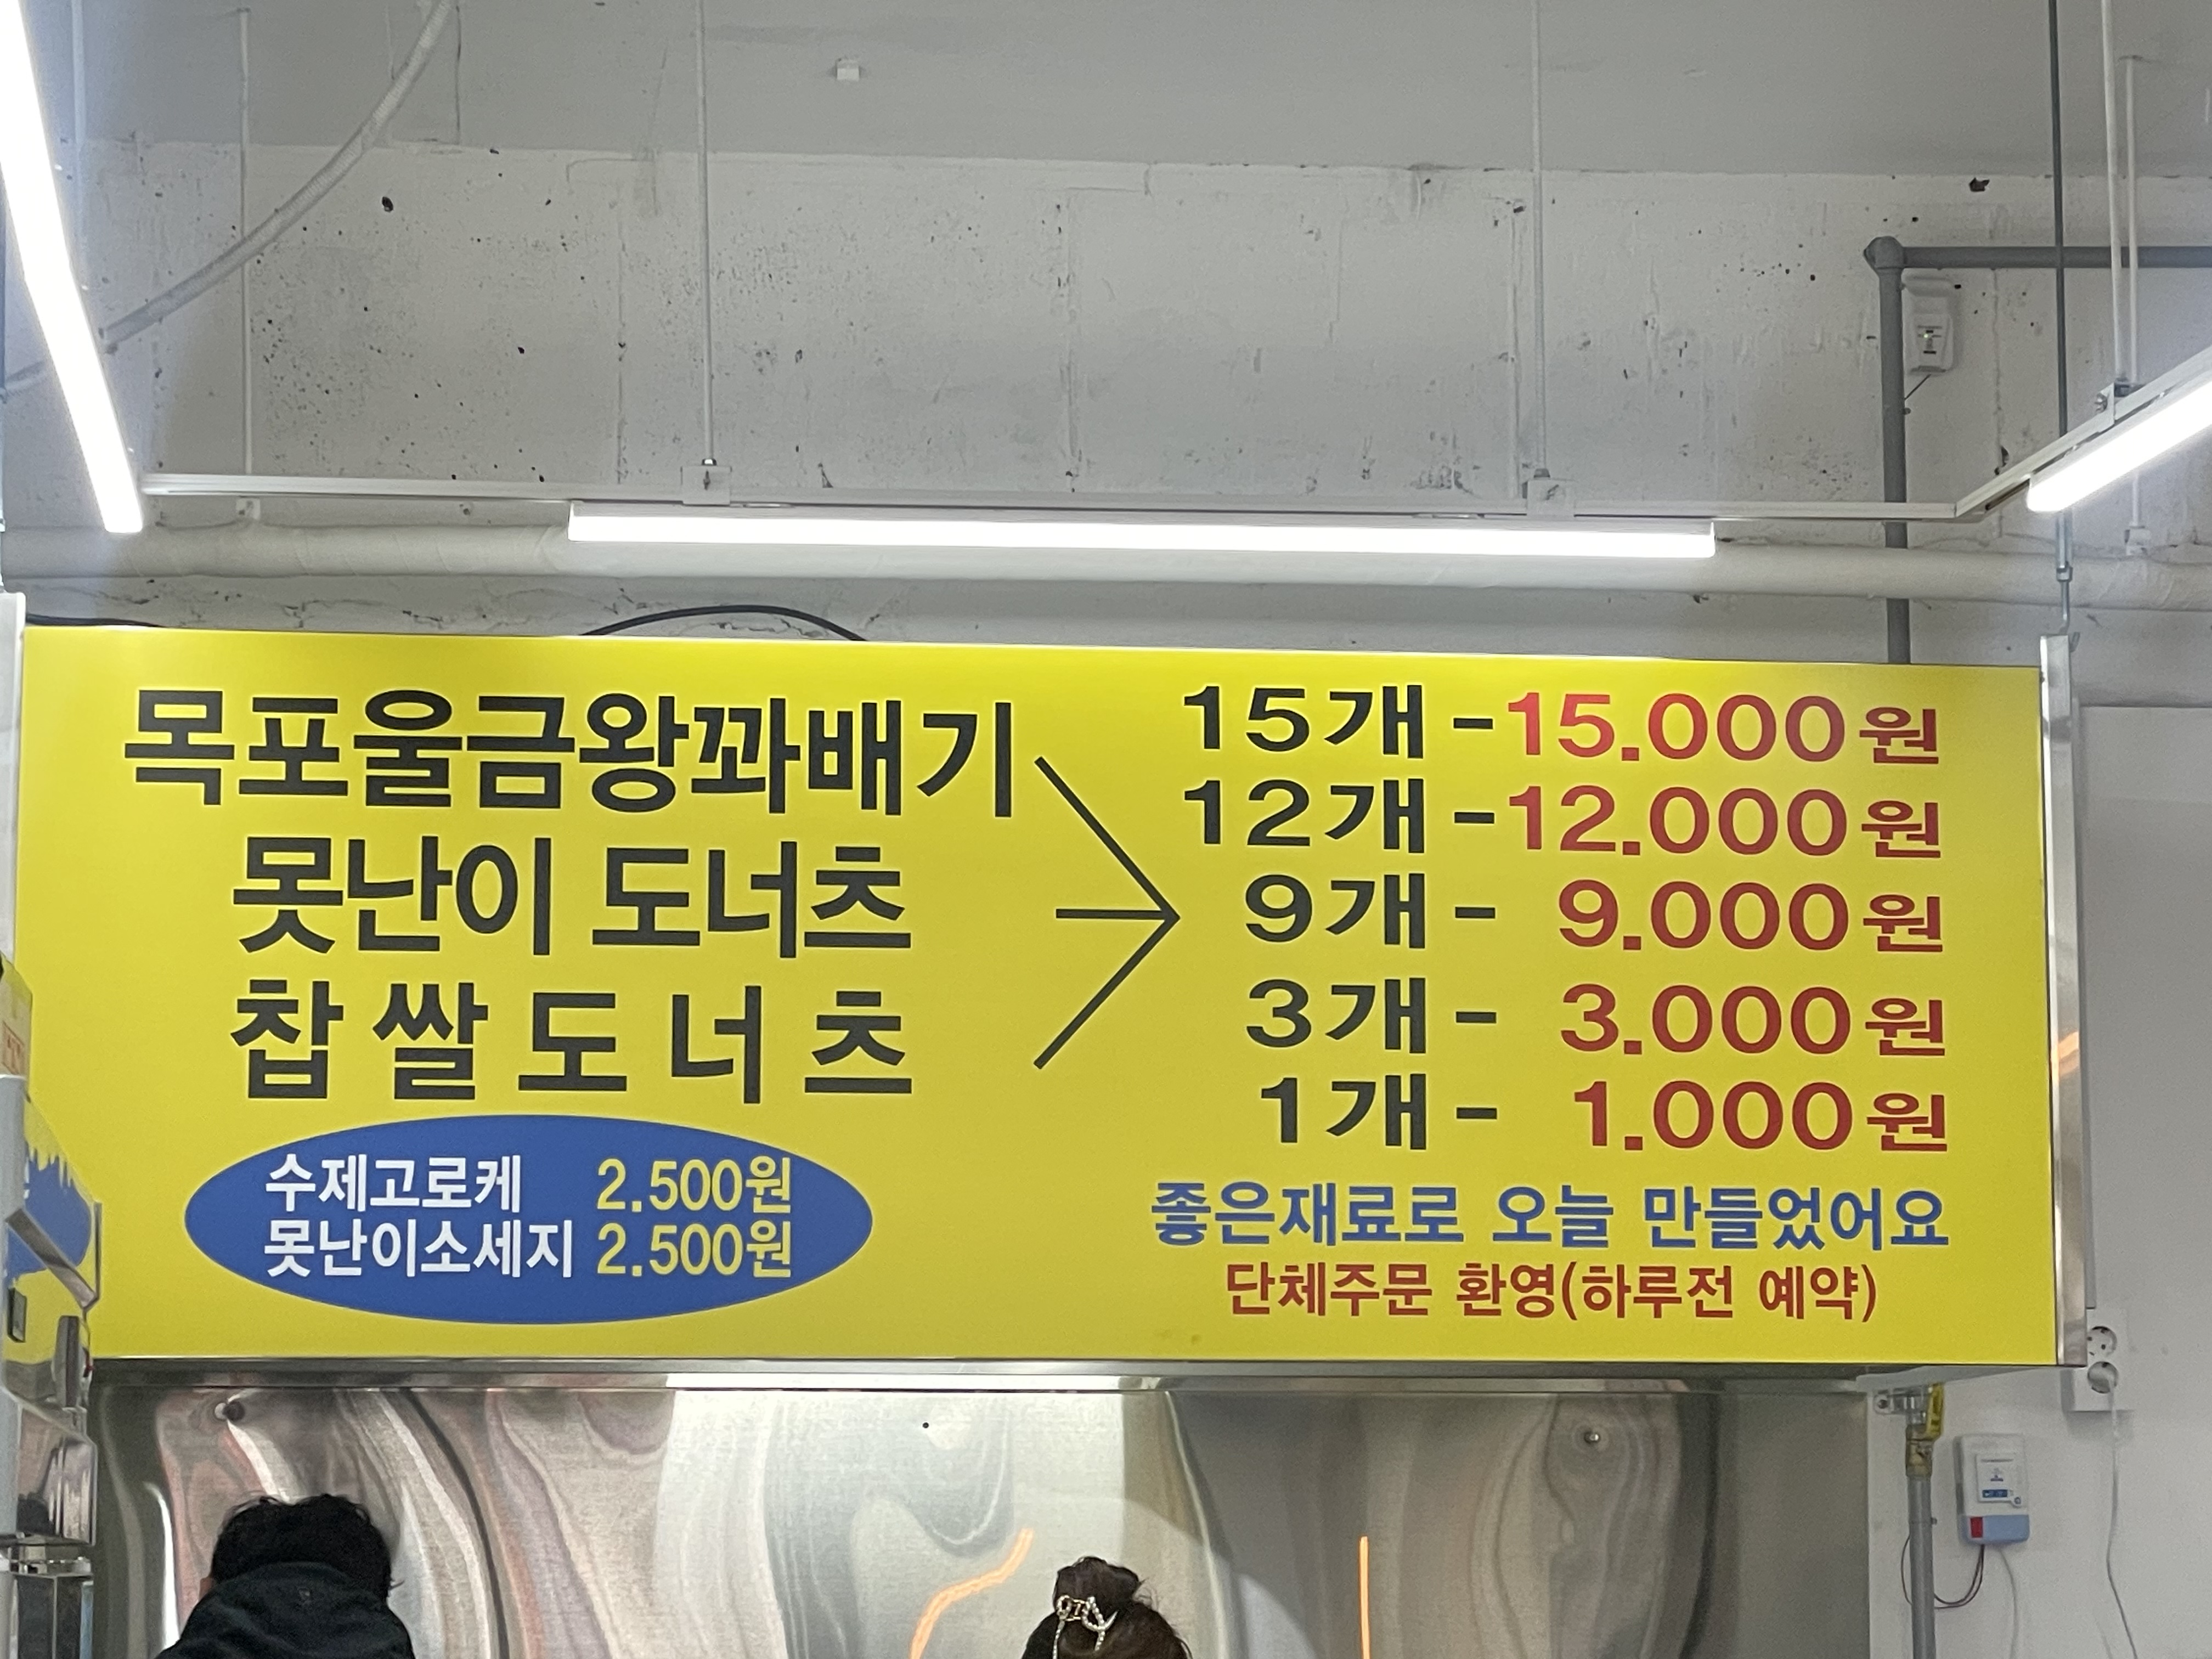 목포울금왕꽈배기
못난이 도너츠
찹쌀도너츠
15개 - 15.000원
12개 - 12.000원
9개 - 9.000원
3개 - 3.000원
1개 - 1.000원
수제고로케 2.500원
못난이소세지 2.500원
좋은재료로 오늘 만들었어요
단체주문 환영(하루전 예약)